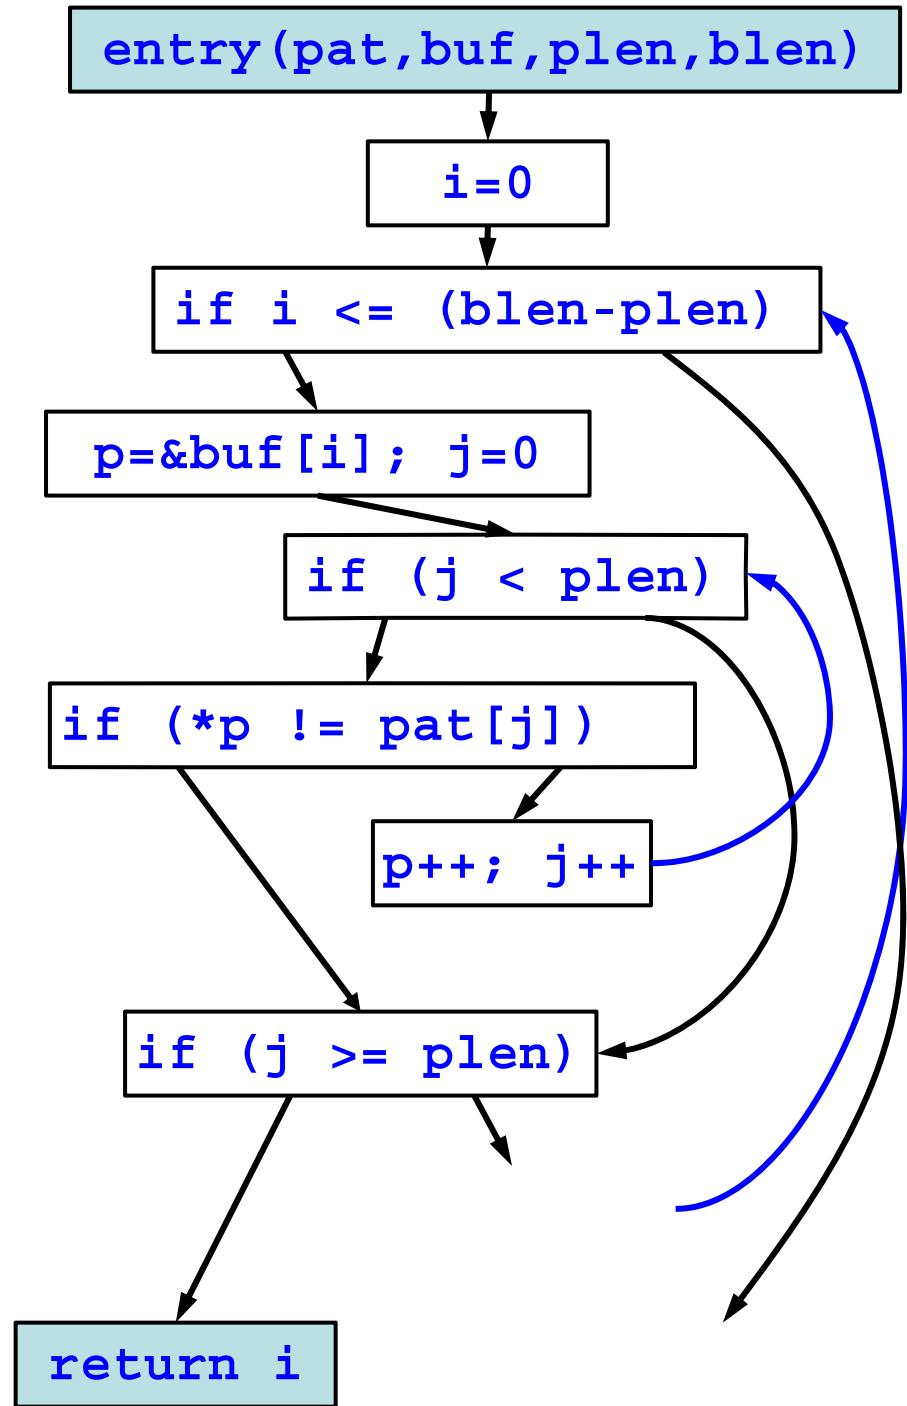 entry(pat,buf,plen,blen)
i=0
if i <= (blen-plen)
p=&buf[i]; j=0
if (j < plen)
if (*p != pat[j])
p++; j++
if (j >= plen)
return i